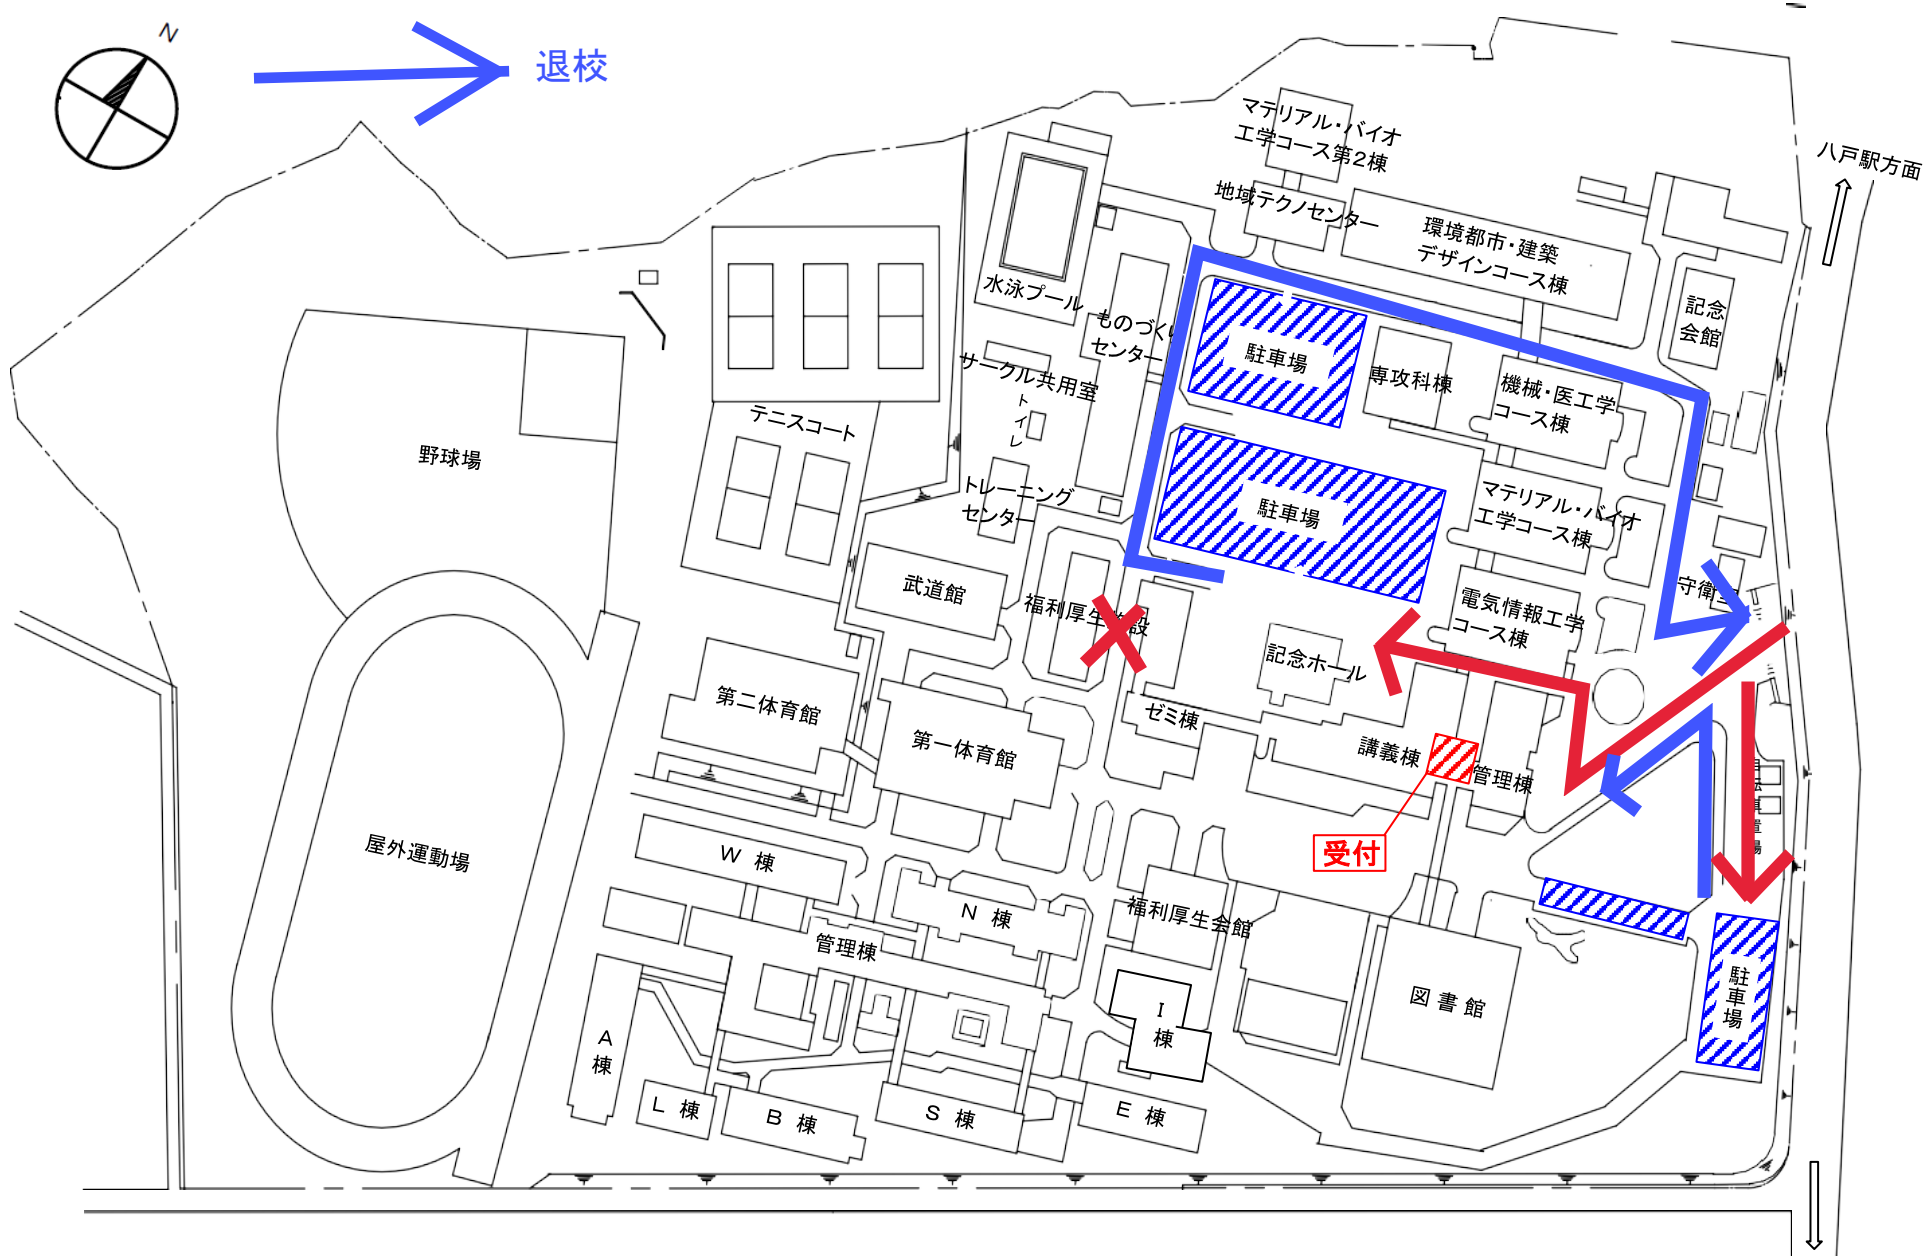 N
退校
マテリアル・バイオ
工学コース第2棟
八戸駅方面
地域テクノセンター
環境都市・建築
デザインコース棟
水泳プール
記念
会館
ものづくり
センター
駐車場
サークル共用室
専攻科棟
機械・医工学
コース棟
トイレ
テニスコート
野球場
トレーニング
センター
駐車場
マテリアル・バイオ
工学コース棟
武道館
福利厚生施設
守衛室
電気情報工学
コース棟
記念ホール
第二体育館
ゼミ棟
第一体育館
講義棟
管理棟
自転車置場
屋外運動場
W 棟
受付
N 棟
福利厚生会館
管理棟
駐車場
図書館
I
棟
A
棟
L 棟
B 棟
S 棟
E 棟